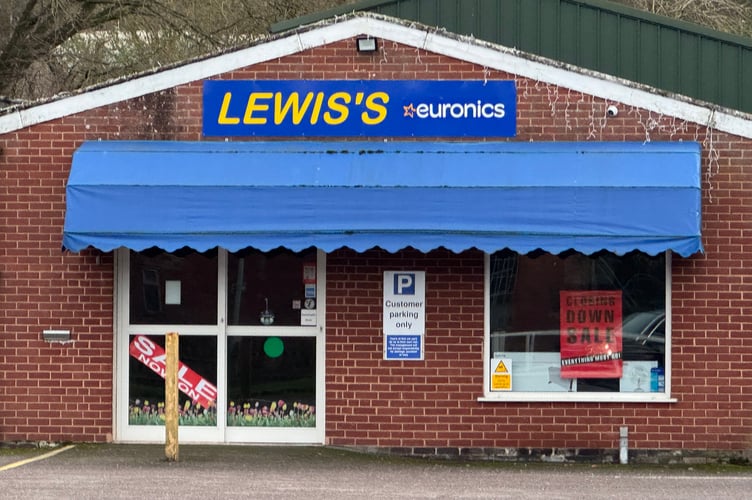 LEWIS'S euronics
P
Customer
parking
only
CLOSING
DOWN
SALE
EVERYTHING MUST GO!
SALE
NOW ON